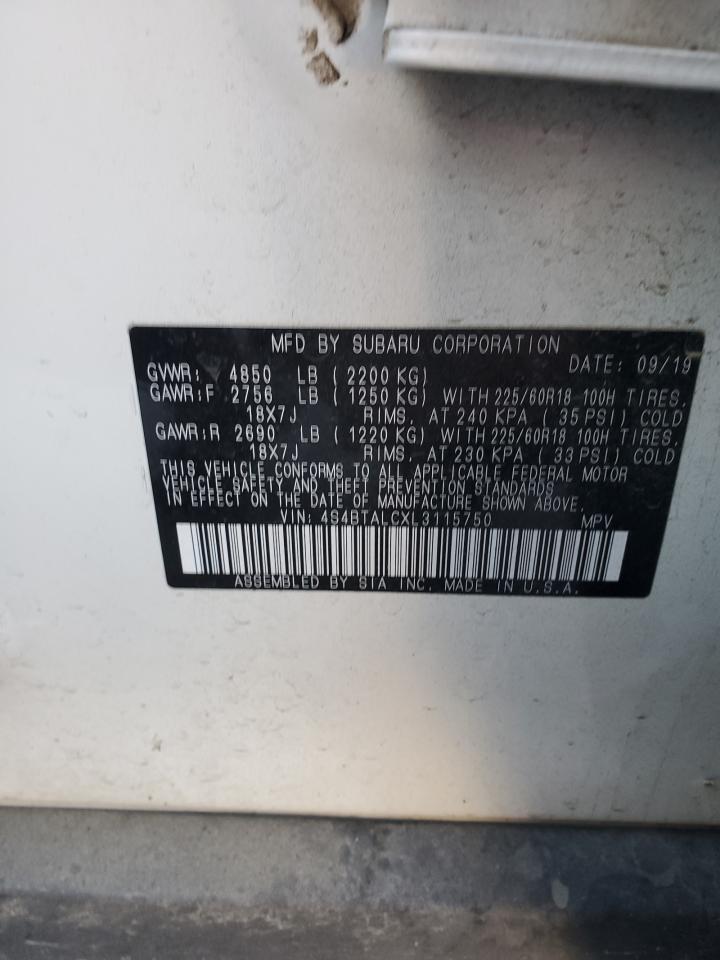 MFD BY SUBARU CORPORATION
DATE: 09/19
GVWR: 4850 LB ( 2200 KG)
GAWR:F 2756 LB ( 1250 KG) WITH 225/60R18 100H TIRES,
18X7J RIMS, AT 240 KPA ( 35 PSI) COLD
GAWR:R 2690 LB ( 1220 KG) WITH 225/60R18 100H TIRES,
18X7J RIMS, AT 230 KPA ( 33 PSI) COLD
THIS VEHICLE CONFORMS TO ALL APPLICABLE FEDERAL MOTOR
VEHICLE SAFETY AND THEFT PREVENTION STANDARDS
IN EFFECT ON THE DATE OF MANUFACTURE SHOWN ABOVE.
VIN: 4S4BTALCXL3115750 MPV
ASSEMBLED BY SIA INC. MADE IN U.S.A.